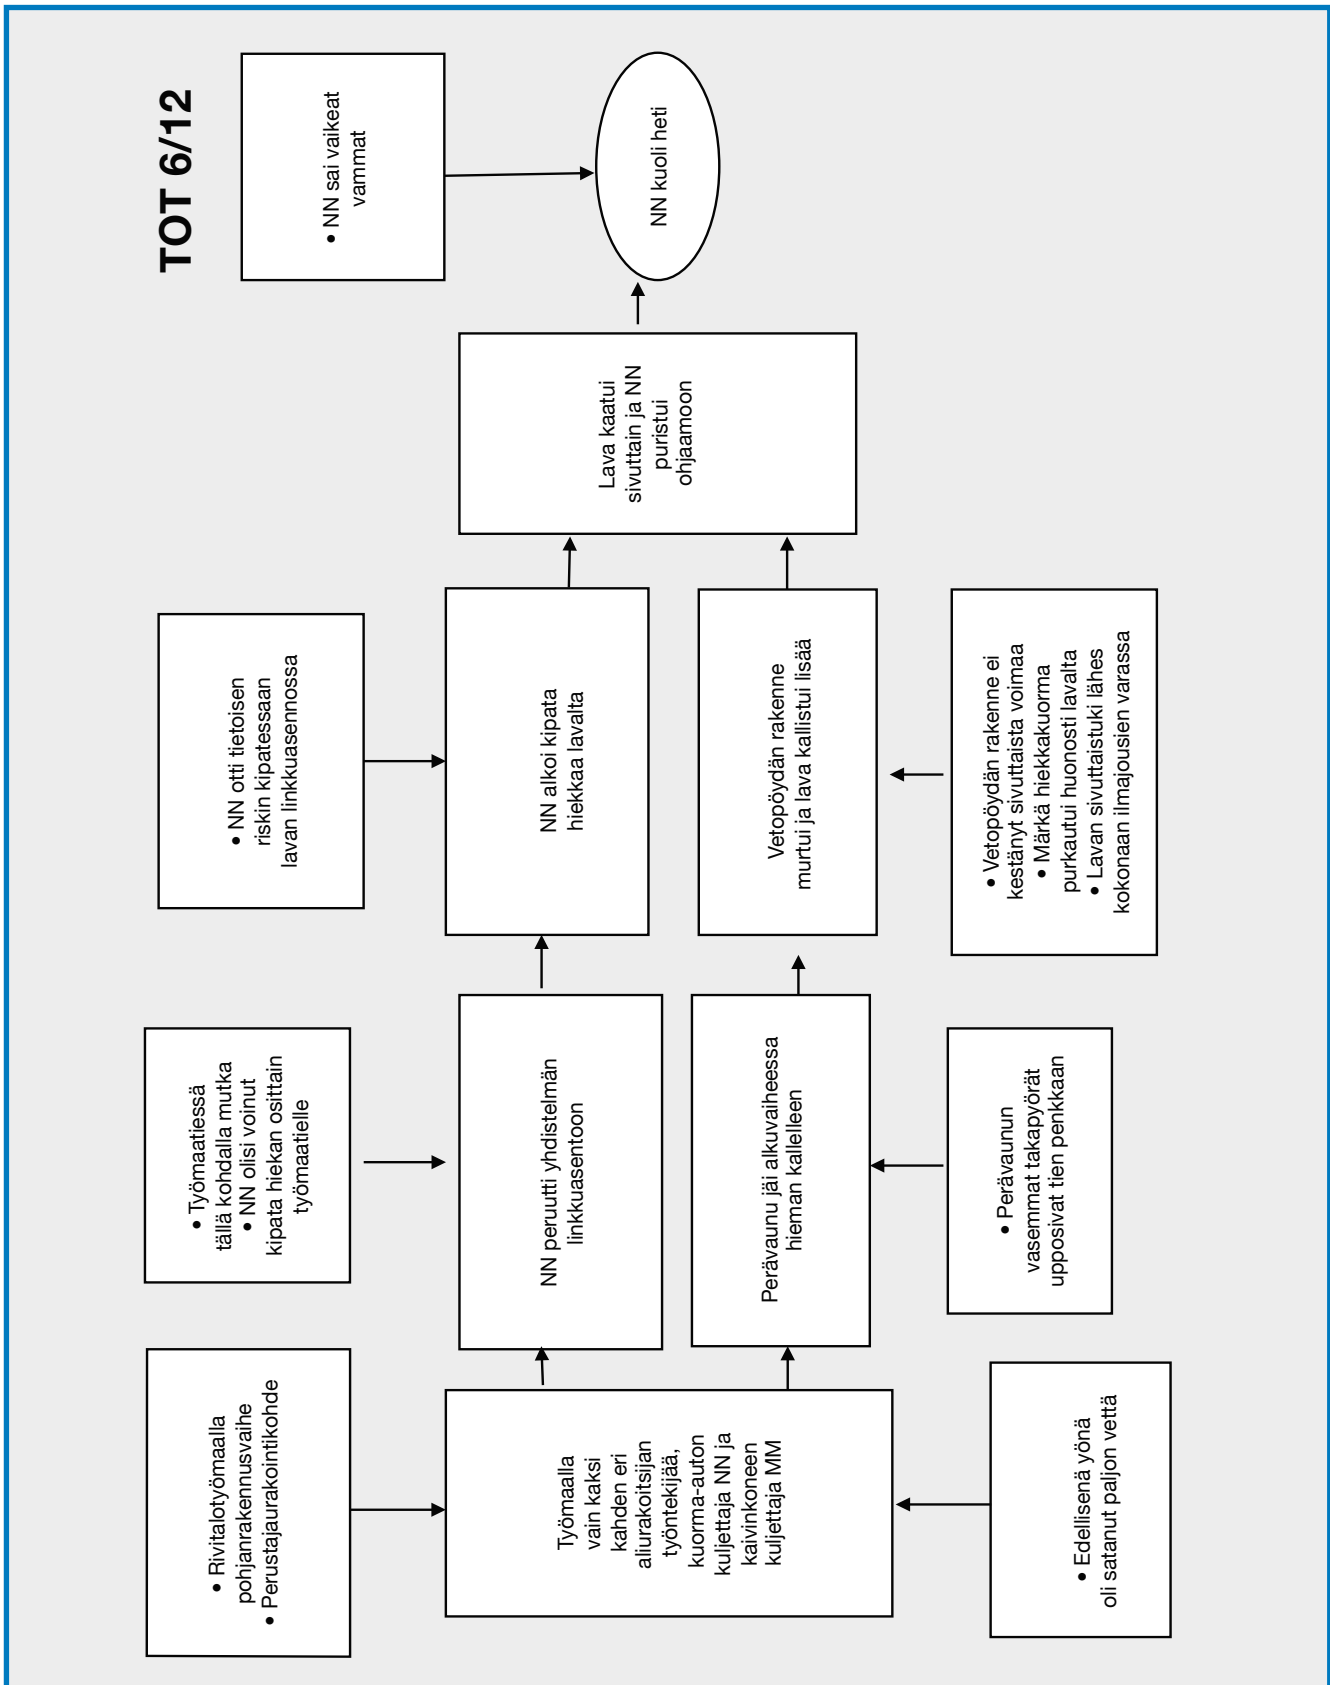 TOT 6/12
• Rivitalotyömaalla
pohjanrakennusvaihe
• Perustajaurakointikohde
• Työmaatiessä
tällä kohdalla mutka
• NN olisi voinut
kipata hiekan osittain
työmaatielle
• NN otti tietoisen
riskin kipatessaan
lavan linkkuasennossa
• NN sai vaikeat
vammat
Työmaalla
vain kaksi
kahden eri
aliurakoitsijan
työntekijää,
kuorma-auton
kuljettaja NN ja
kaivinkoneen
kuljettaja MM
NN peruutti yhdistelmän
linkkuasentoon
NN alkoi kipata
hiekkaa lavalta
Lava kaatui
sivuttain ja NN
puristui
ohjaamoon
NN kuoli heti
Perävaunu jäi alkuvaiheessa
hieman kallelleen
Vetopöydän rakenne
murtui ja lava kallistui lisää
• Edellisenä yönä
oli satanut paljon vettä
• Perävaunun
vasemmat takapyörät
upposivat tien penkkaan
• Vetopöydän rakenne ei
kestänyt sivuttaista voimaa
• Märkä hiekkakuorma
purkautui huonosti lavalta
• Lavan sivuttaistuki lähes
kokonaan ilmajousien varassa